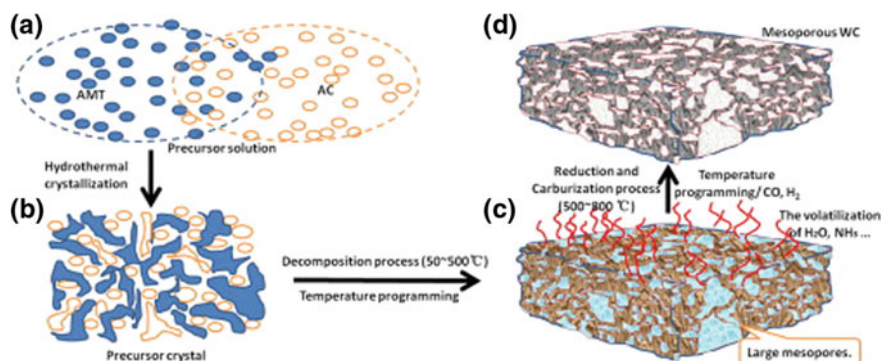 (a)
AMT
AC
Precursor solution
Hydrothermal
crystallization
(b)
Precursor crystal
Decomposition process (50~500℃)
Temperature programming
(d)
Mesoporous WC
Reduction and
Carburization process
(500~800 ℃)
Temperature
programming/ CO, H₂
(c)
The volatilization
of H₂O, NH₃ ...
Large mesopores.